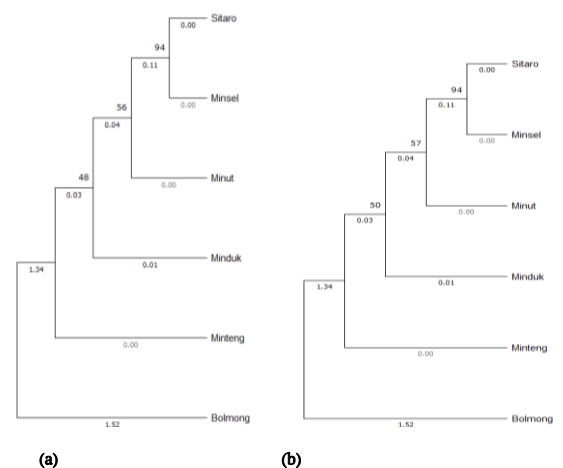 Sitaro
0.00
94
0.11
Minsel
0.00
56
0.04
Minut
0.00
48
0.03
Minduk
0.01
1.34
Minteng
0.00
Bolmong
1.52
(a)
Sitaro
0.00
94
0.11
Minsel
0.00
57
0.04
Minut
0.00
50
0.03
Minduk
0.01
1.34
Minteng
0.00
Bolmong
1.52
(b)